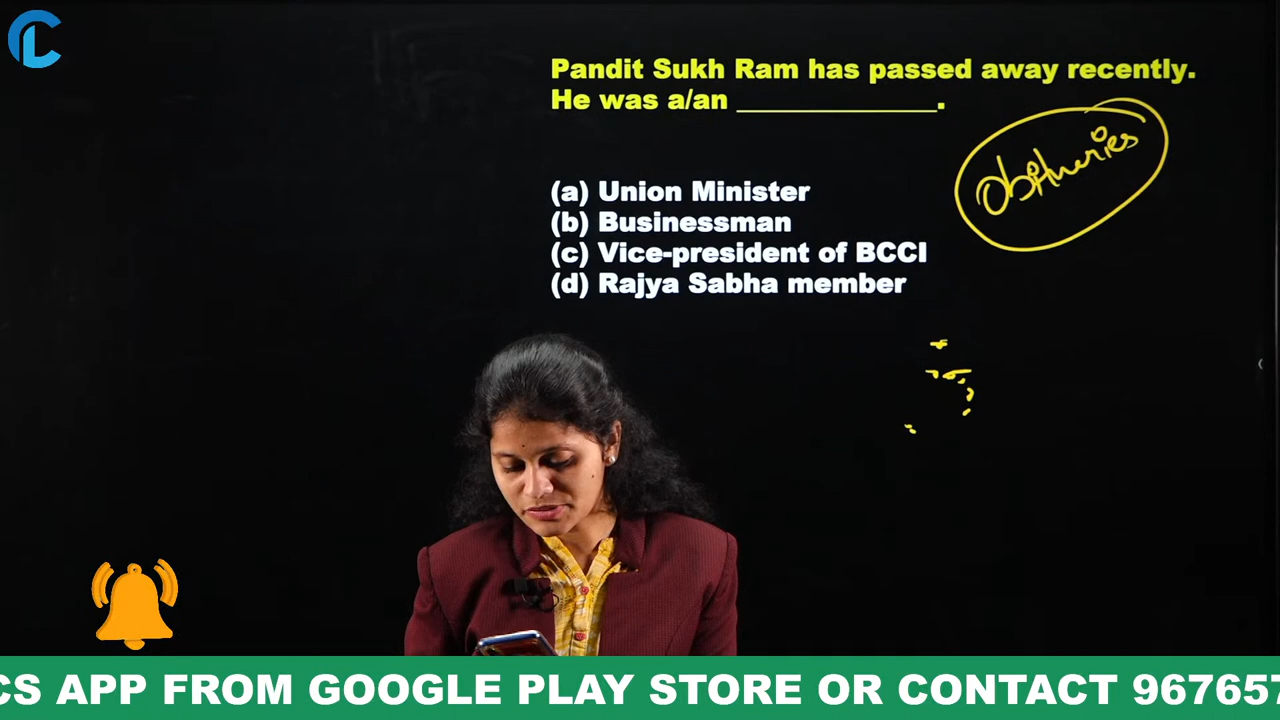 Pandit Sukh Ram has passed away recently.
He was a/an ______________.
obituaries
(a) Union Minister
(b) Businessman
(c) Vice-president of BCCI
(d) Rajya Sabha member
CS APP FROM GOOGLE PLAY STORE OR CONTACT 967657